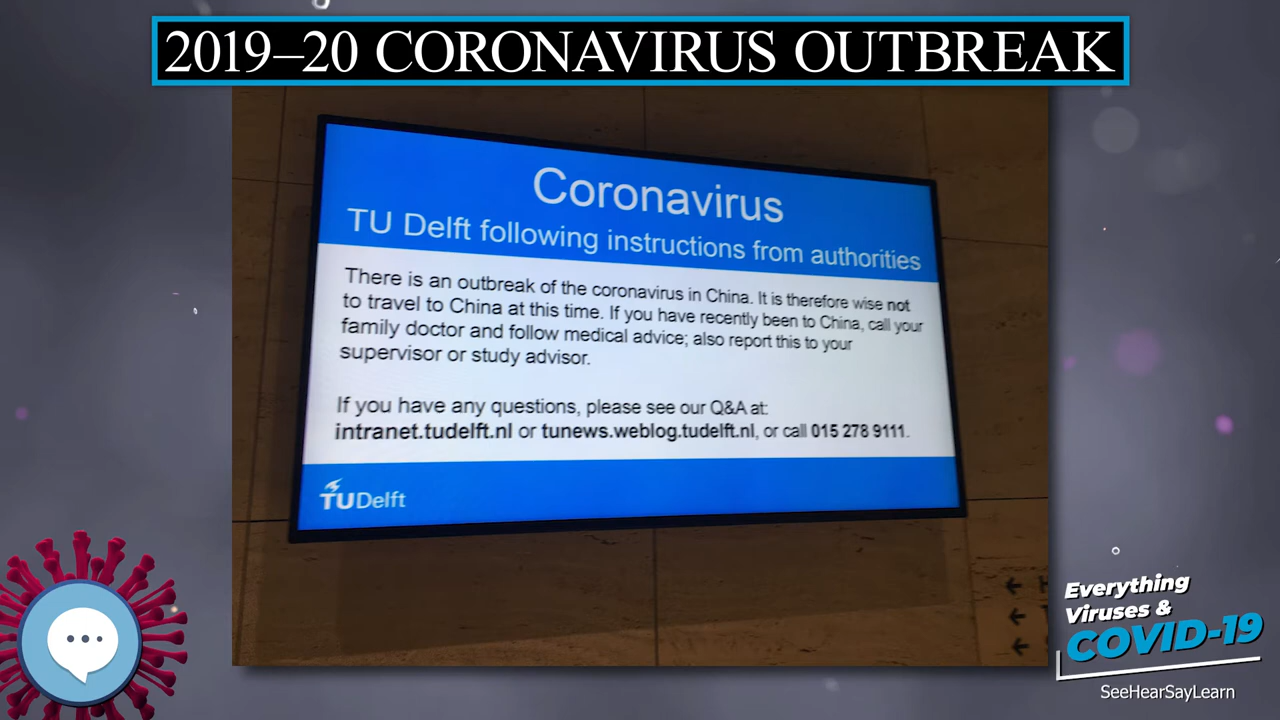 2019–20 CORONAVIRUS OUTBREAK
Coronavirus
TU Delft following instructions from authorities
There is an outbreak of the coronavirus in China. It is therefore wise not
to travel to China at this time. If you have recently been to China, call your
family doctor and follow medical advice; also report this to your
supervisor or study advisor.
If you have any questions, please see our Q&A at:
intranet.tudelft.nl or tunews.weblog.tudelft.nl, or call 015 278 9111.
TU Delft
Everything
Viruses &
COVID-19
SeeHearSayLearn